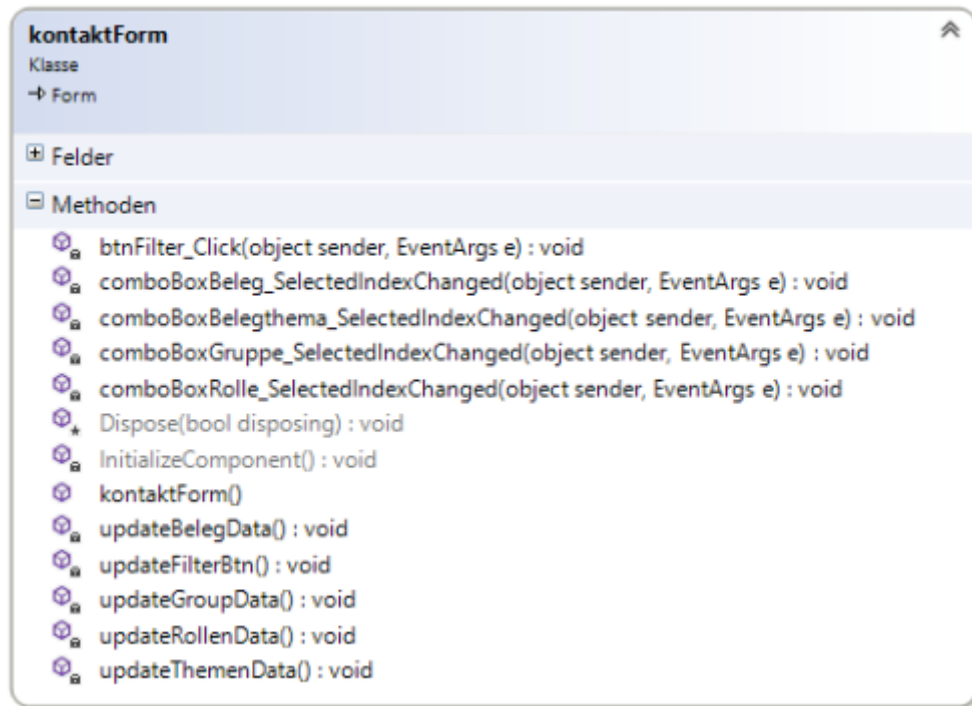 kontaktForm
Klasse
Form
Felder
Methoden
btnFilter_Click(object sender, EventArgs e) : void
comboBoxBeleg_SelectedIndexChanged(object sender, EventArgs e) : void
comboBoxBelegthema_SelectedIndexChanged(object sender, EventArgs e) : void
comboBoxGruppe_SelectedIndexChanged(object sender, EventArgs e) : void
comboBoxRolle_SelectedIndexChanged(object sender, EventArgs e) : void
Dispose(bool disposing) : void
InitializeComponent() : void
kontaktForm()
updateBelegData() : void
updateFilterBtn() : void
updateGroupData() : void
updateRollenData() : void
updateThemenData() : void